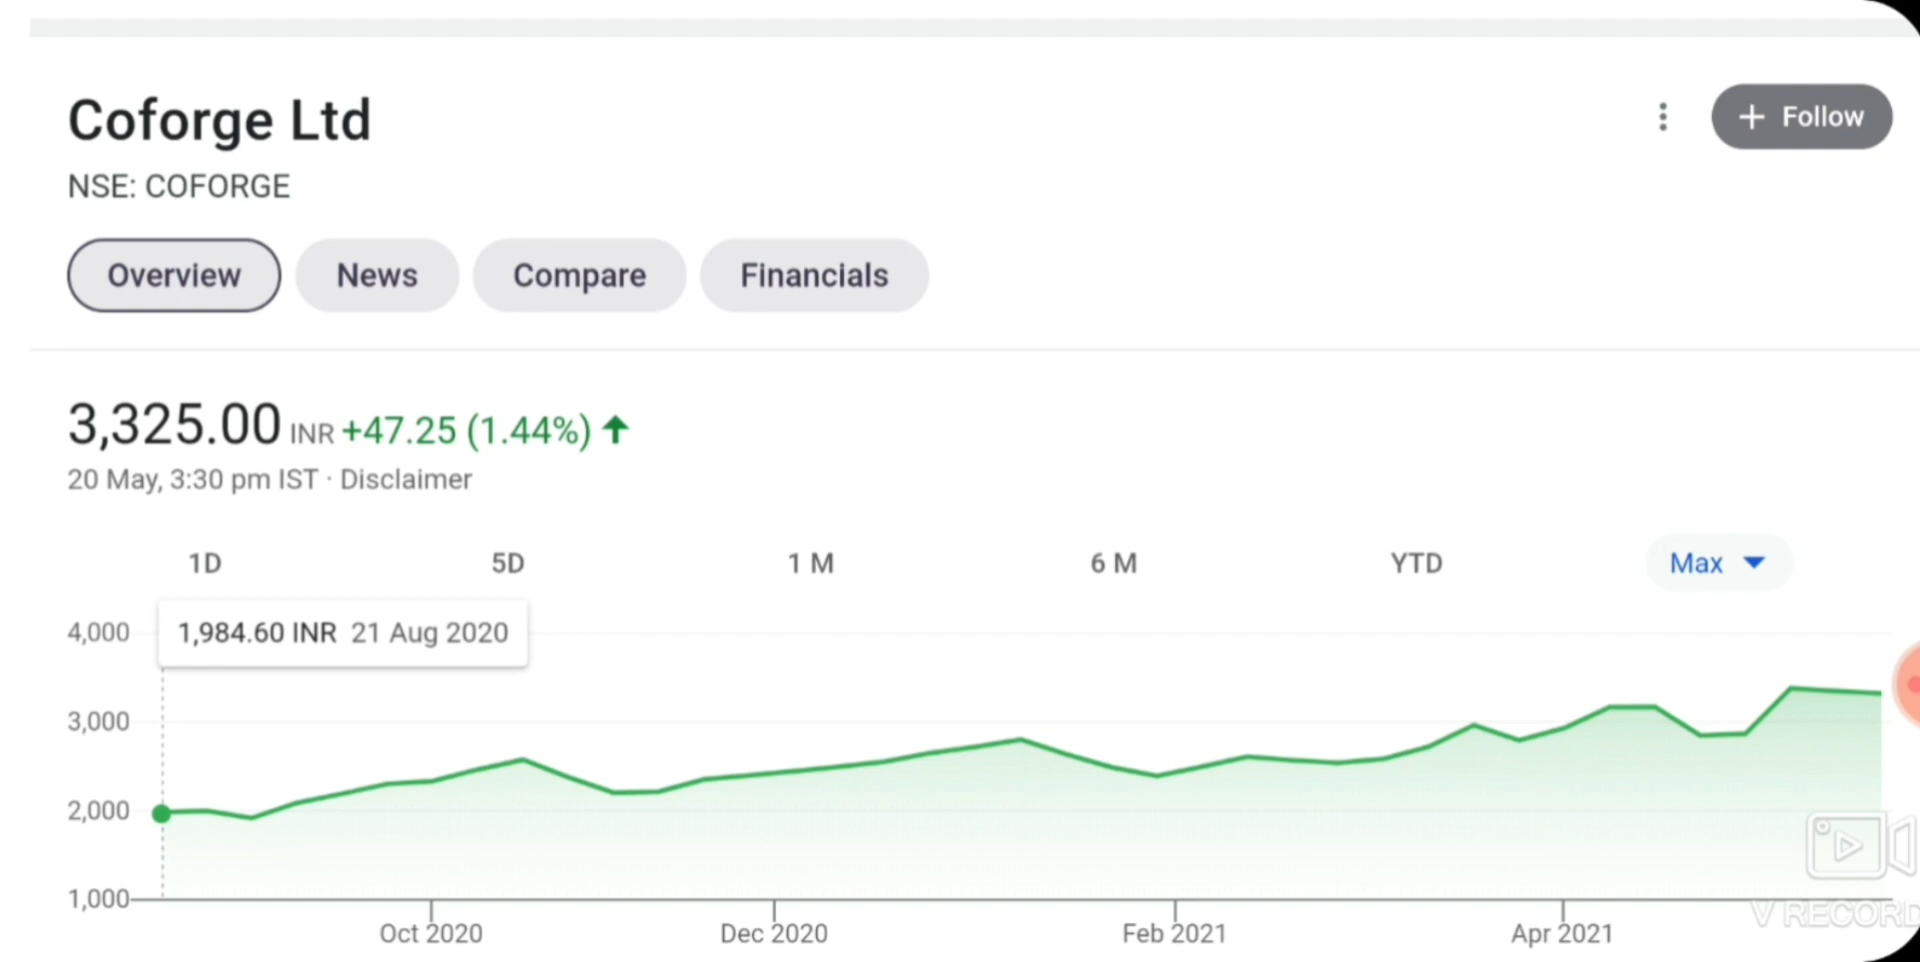 Coforge Ltd
+ Follow
NSE: COFORGE
Overview News Compare Financials
3,325.00 INR +47.25 (1.44%)
20 May, 3:30 pm IST · Disclaimer
1D 5D 1 M 6 M YTD Max
1,984.60 INR 21 Aug 2020
4,000
3,000
2,000
1,000
Oct 2020 Dec 2020 Feb 2021 Apr 2021
V RECORD